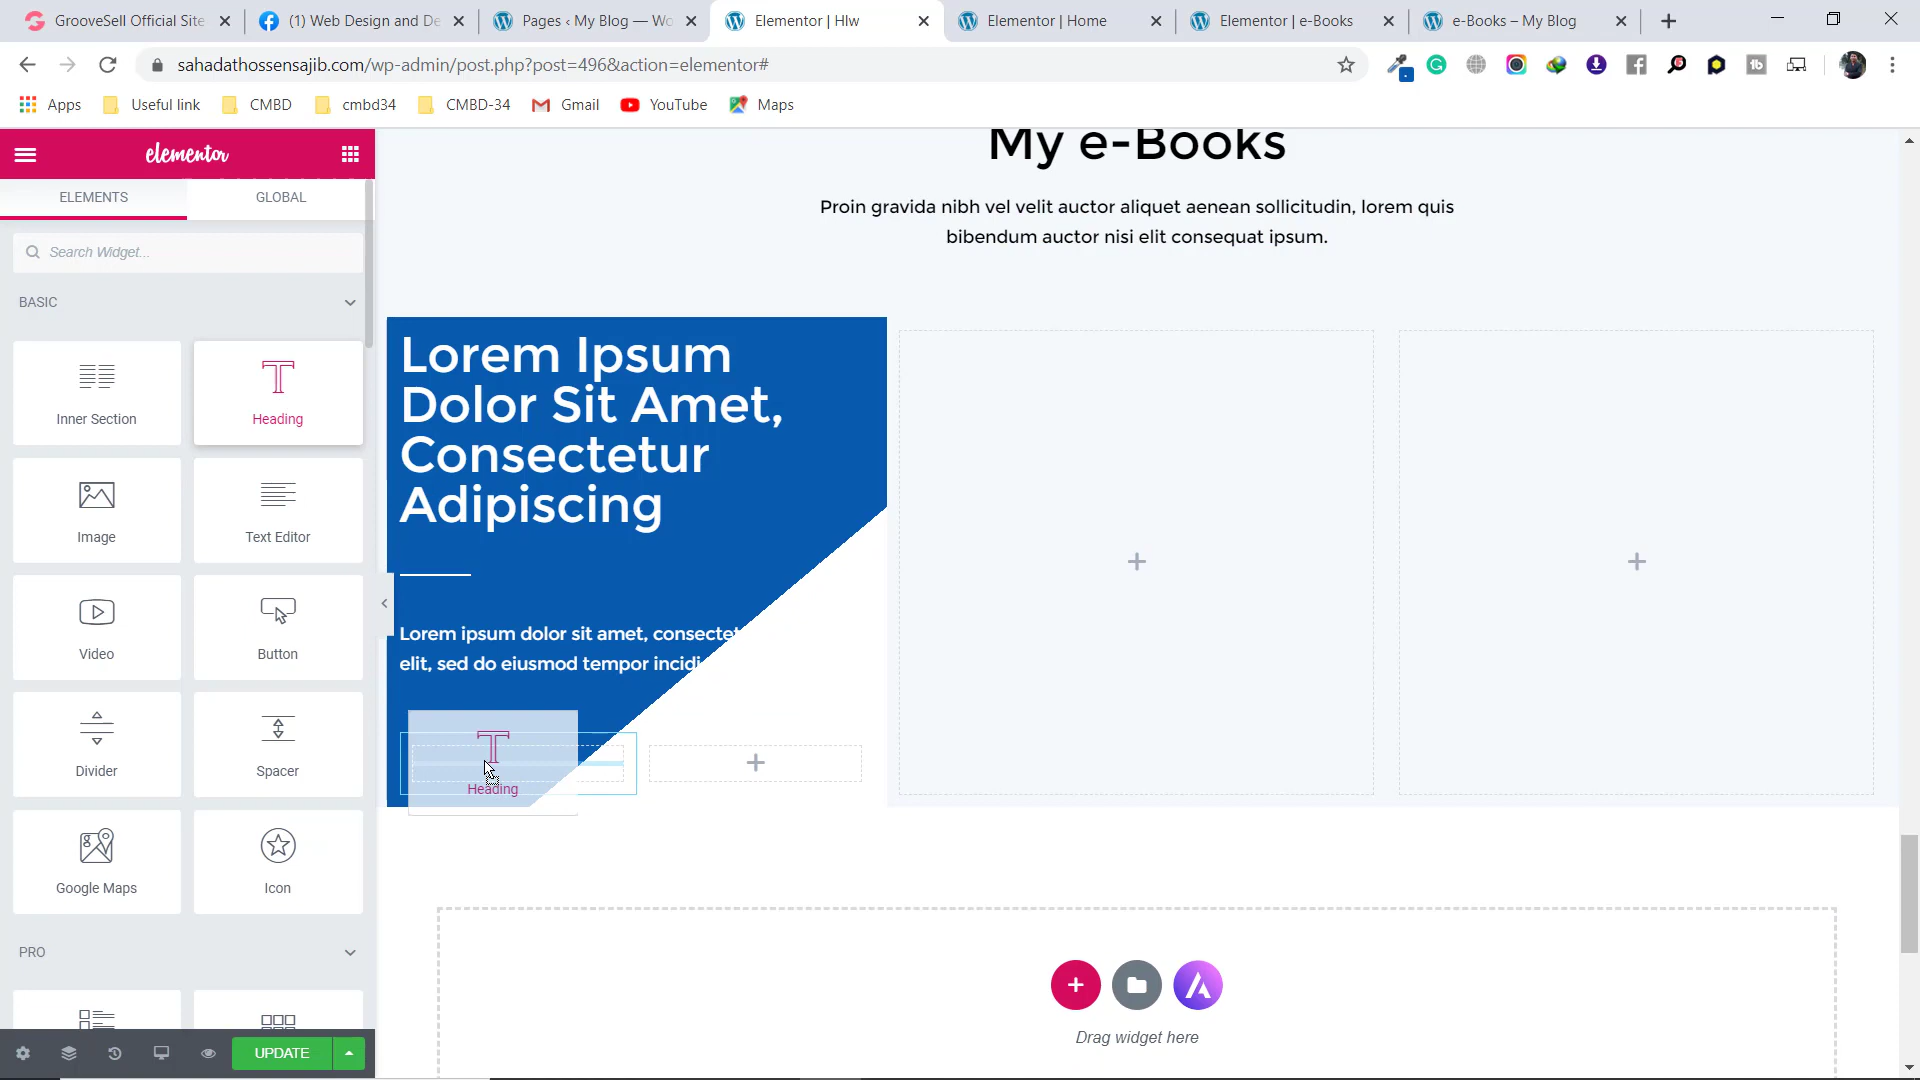 GrooveSell Official Site
(1) Web Design and De
Pages ‹ My Blog — Wo
Elementor | Hlw
Elementor | Home
Elementor | e-Books
e-Books – My Blog
sahadathossensajib.com/wp-admin/post.php?post=496&action=elementor#
Apps
Useful link
CMBD
cmbd34
CMBD-34
Gmail
YouTube
Maps
elementor
ELEMENTS
GLOBAL
Search Widget...
BASIC
Inner Section
Heading
Image
Text Editor
Video
Button
Divider
Spacer
Google Maps
Icon
PRO
UPDATE
My e-Books
Proin gravida nibh vel velit auctor aliquet aenean sollicitudin, lorem quis
bibendum auctor nisi elit consequat ipsum.
Lorem Ipsum
Dolor Sit Amet,
Consectetur
Adipiscing
Lorem ipsum dolor sit amet, consectet
elit, sed do eiusmod tempor incidi
Heading
Drag widget here